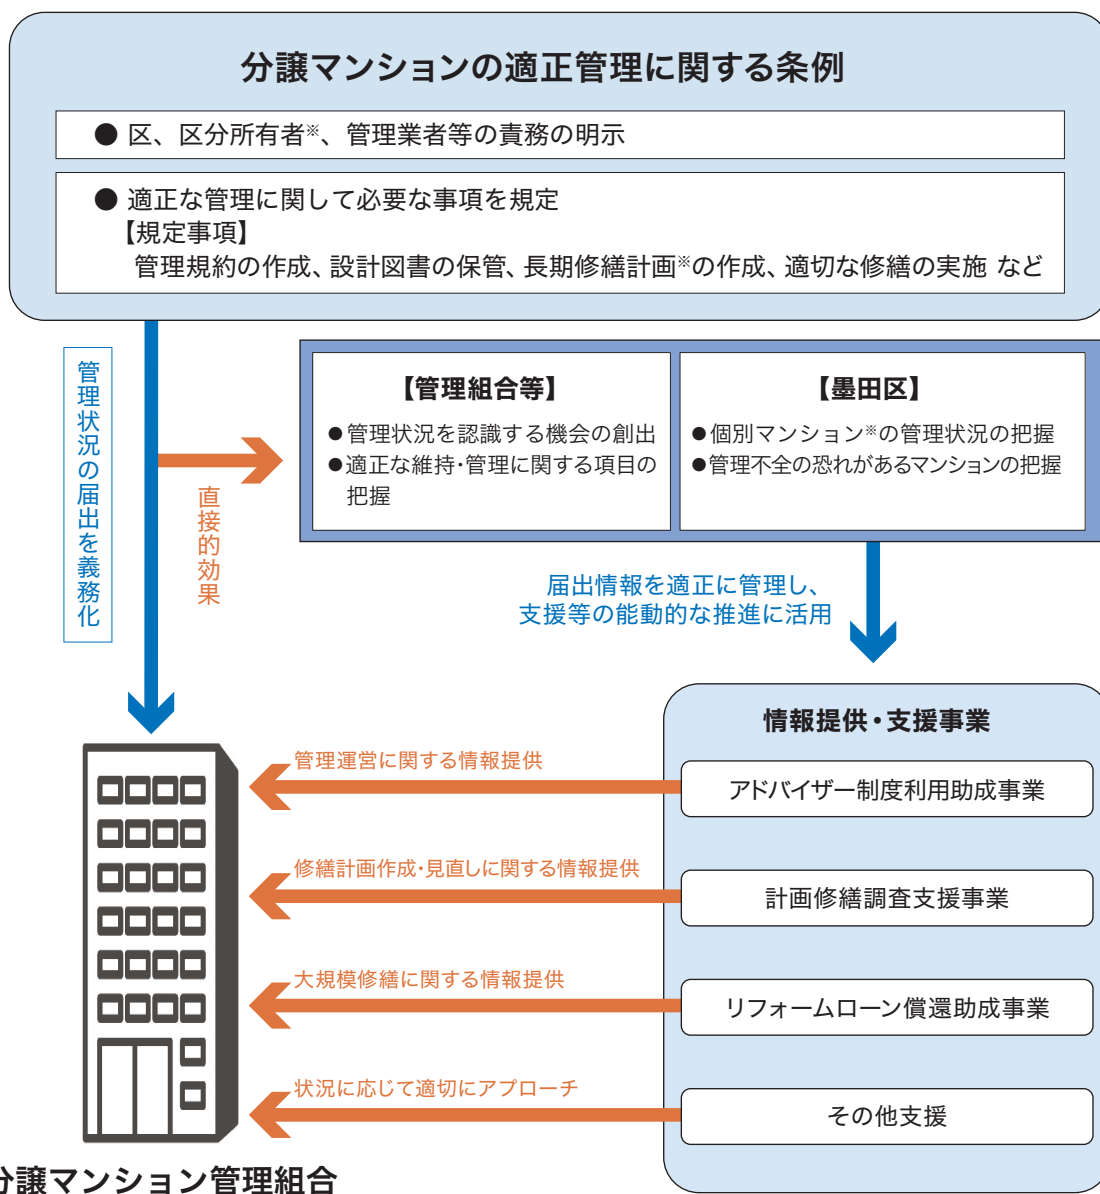 分譲マンションの適正管理に関する条例
● 区、区分所有者※、管理業者等の責務の明示
● 適正な管理に関して必要な事項を規定
【規定事項】
管理規約の作成、設計図書の保管、長期修繕計画※の作成、適切な修繕の実施 など
管理状況の届出を義務化
直接的効果
【管理組合等】
●管理状況を認識する機会の創出
●適正な維持・管理に関する項目の
把握
【墨田区】
●個別マンション※の管理状況の把握
●管理不全の恐れがあるマンションの把握
届出情報を適正に管理し、
支援等の能動的な推進に活用
情報提供・支援事業
管理運営に関する情報提供
アドバイザー制度利用助成事業
修繕計画作成・見直しに関する情報提供
計画修繕調査支援事業
大規模修繕に関する情報提供
リフォームローン償還助成事業
状況に応じて適切にアプローチ
その他支援
分譲マンション管理組合